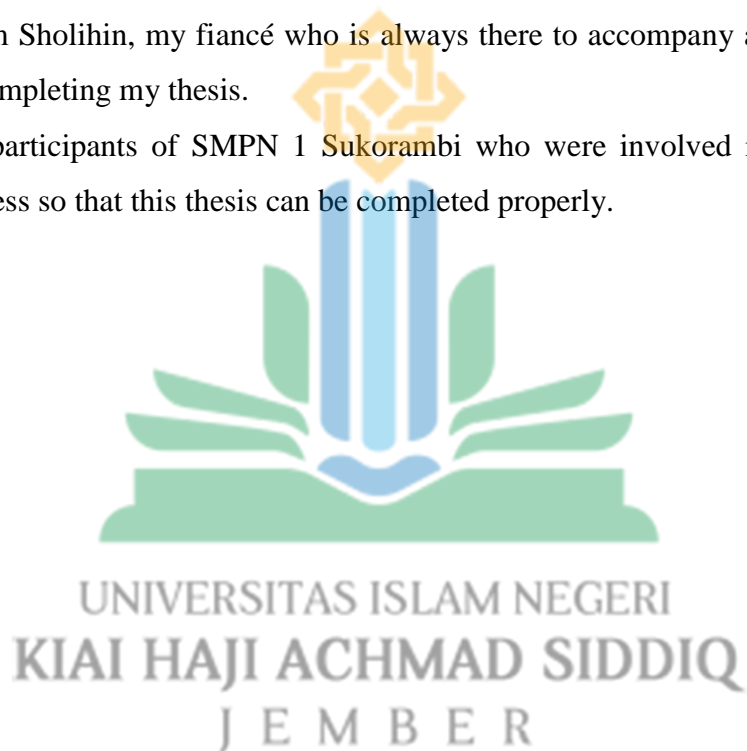 n Sholihin, my fiancé who is always there to accompany a
mpleting my thesis.
participants of SMPN 1 Sukorambi who were involved
ess so that this thesis can be completed properly.
UNIVERSITAS ISLAM NEGERI
KIAI HAJI ACHMAD SIDDIQ
JEMBER